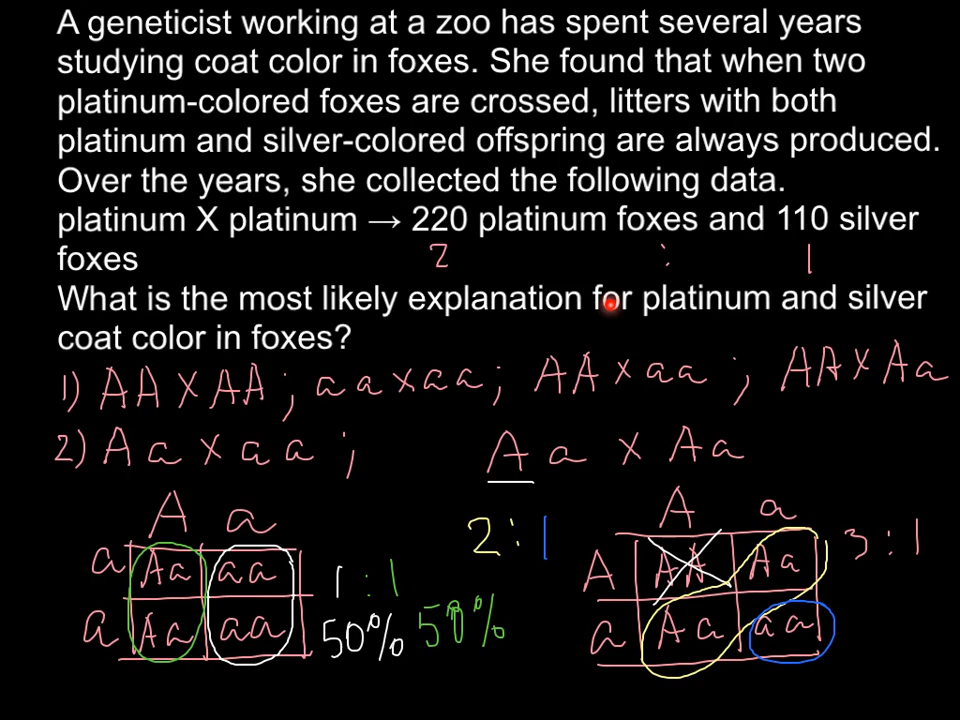 A geneticist working at a zoo has spent several years
studying coat color in foxes. She found that when two
platinum-colored foxes are crossed, litters with both
platinum and silver-colored offspring are always produced.
Over the years, she collected the following data.
platinum X platinum → 220 platinum foxes and 110 silver
foxes
2 : 1
What is the most likely explanation for platinum and silver
coat color in foxes?
1) AA X AA ; aa x aa ; AA x aa ; AA x Aa
2) Aa x aa ; Aa x Aa
A a
a Aa aa
a Aa aa
1 : 1
50% 50%
2 : 1
A a
A AA Aa
a Aa aa
3 : 1